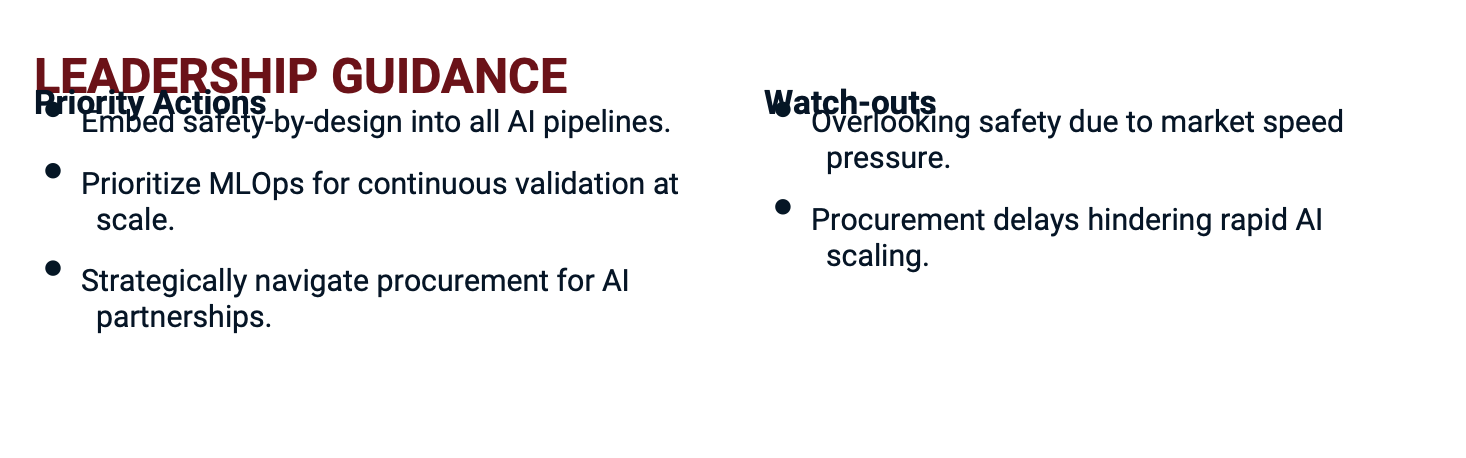 LEADERSHIP GUIDANCE
Priority Actions
Embed safety-by-design into all AI pipelines.
Prioritize MLOps for continuous validation at
scale.
Strategically navigate procurement for AI
partnerships.
Watch-outs
Overlooking safety due to market speed
pressure.
Procurement delays hindering rapid AI
scaling.